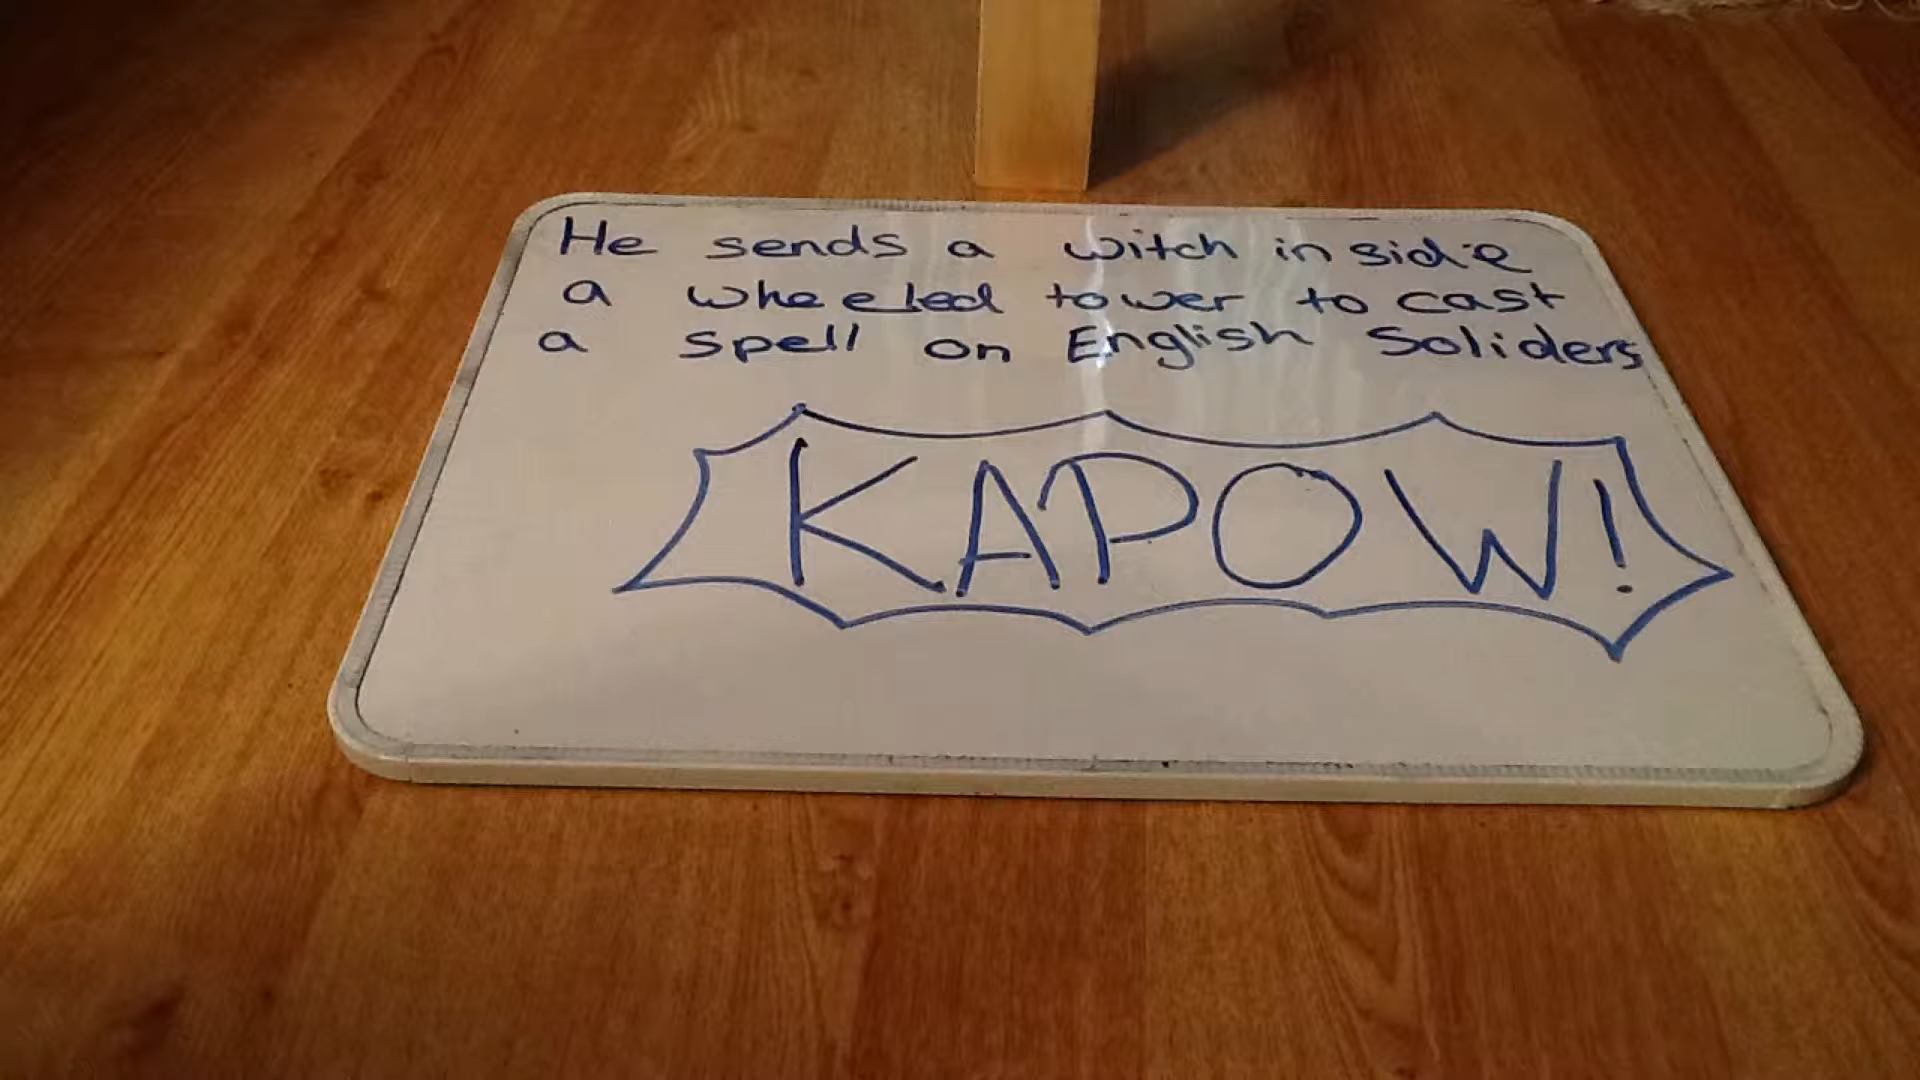 He sends a witch inside
a wheeled tower to cast
a spell on English Soliders
KAPOW!